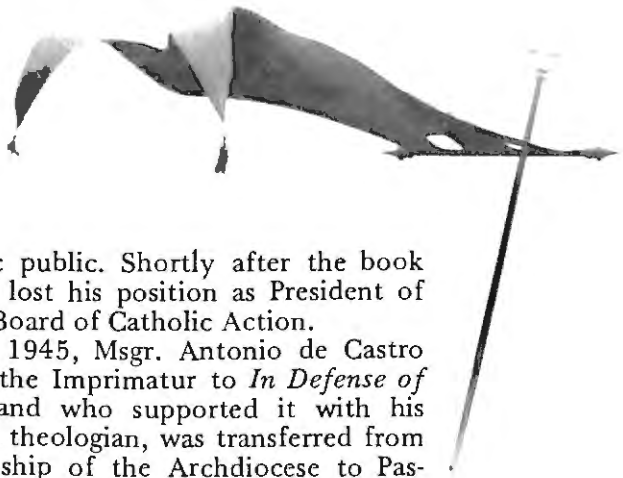 c public. Shortly after the book
lost his position as President of
Board of Catholic Action.
1945, Msgr. Antonio de Castro
the Imprimatur to In Defense of
and who supported it with his
theologian, was transferred from
ship of the Archdiocese to Pas-